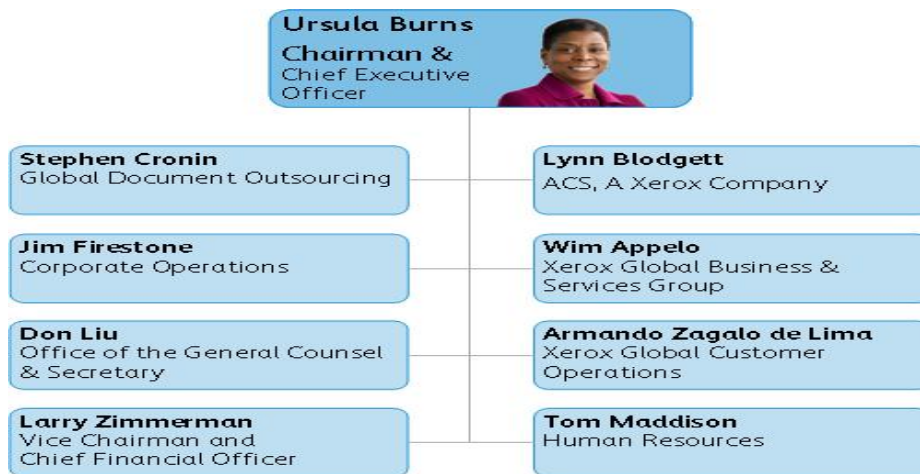 Ursula Burns
Chairman &
Chief Executive
Officer
Stephen Cronin
Global Document Outsourcing
Lynn Blodgett
ACS, A Xerox Company
Jim Firestone
Corporate Operations
Wim Appelo
Xerox Global Business &
Services Group
Don Liu
Office of the General Counsel
& Secretary
Armando Zagalo de Lima
Xerox Global Customer
Operations
Larry Zimmerman
Vice Chairman and
Chief Financial Officer
Tom Maddison
Human Resources